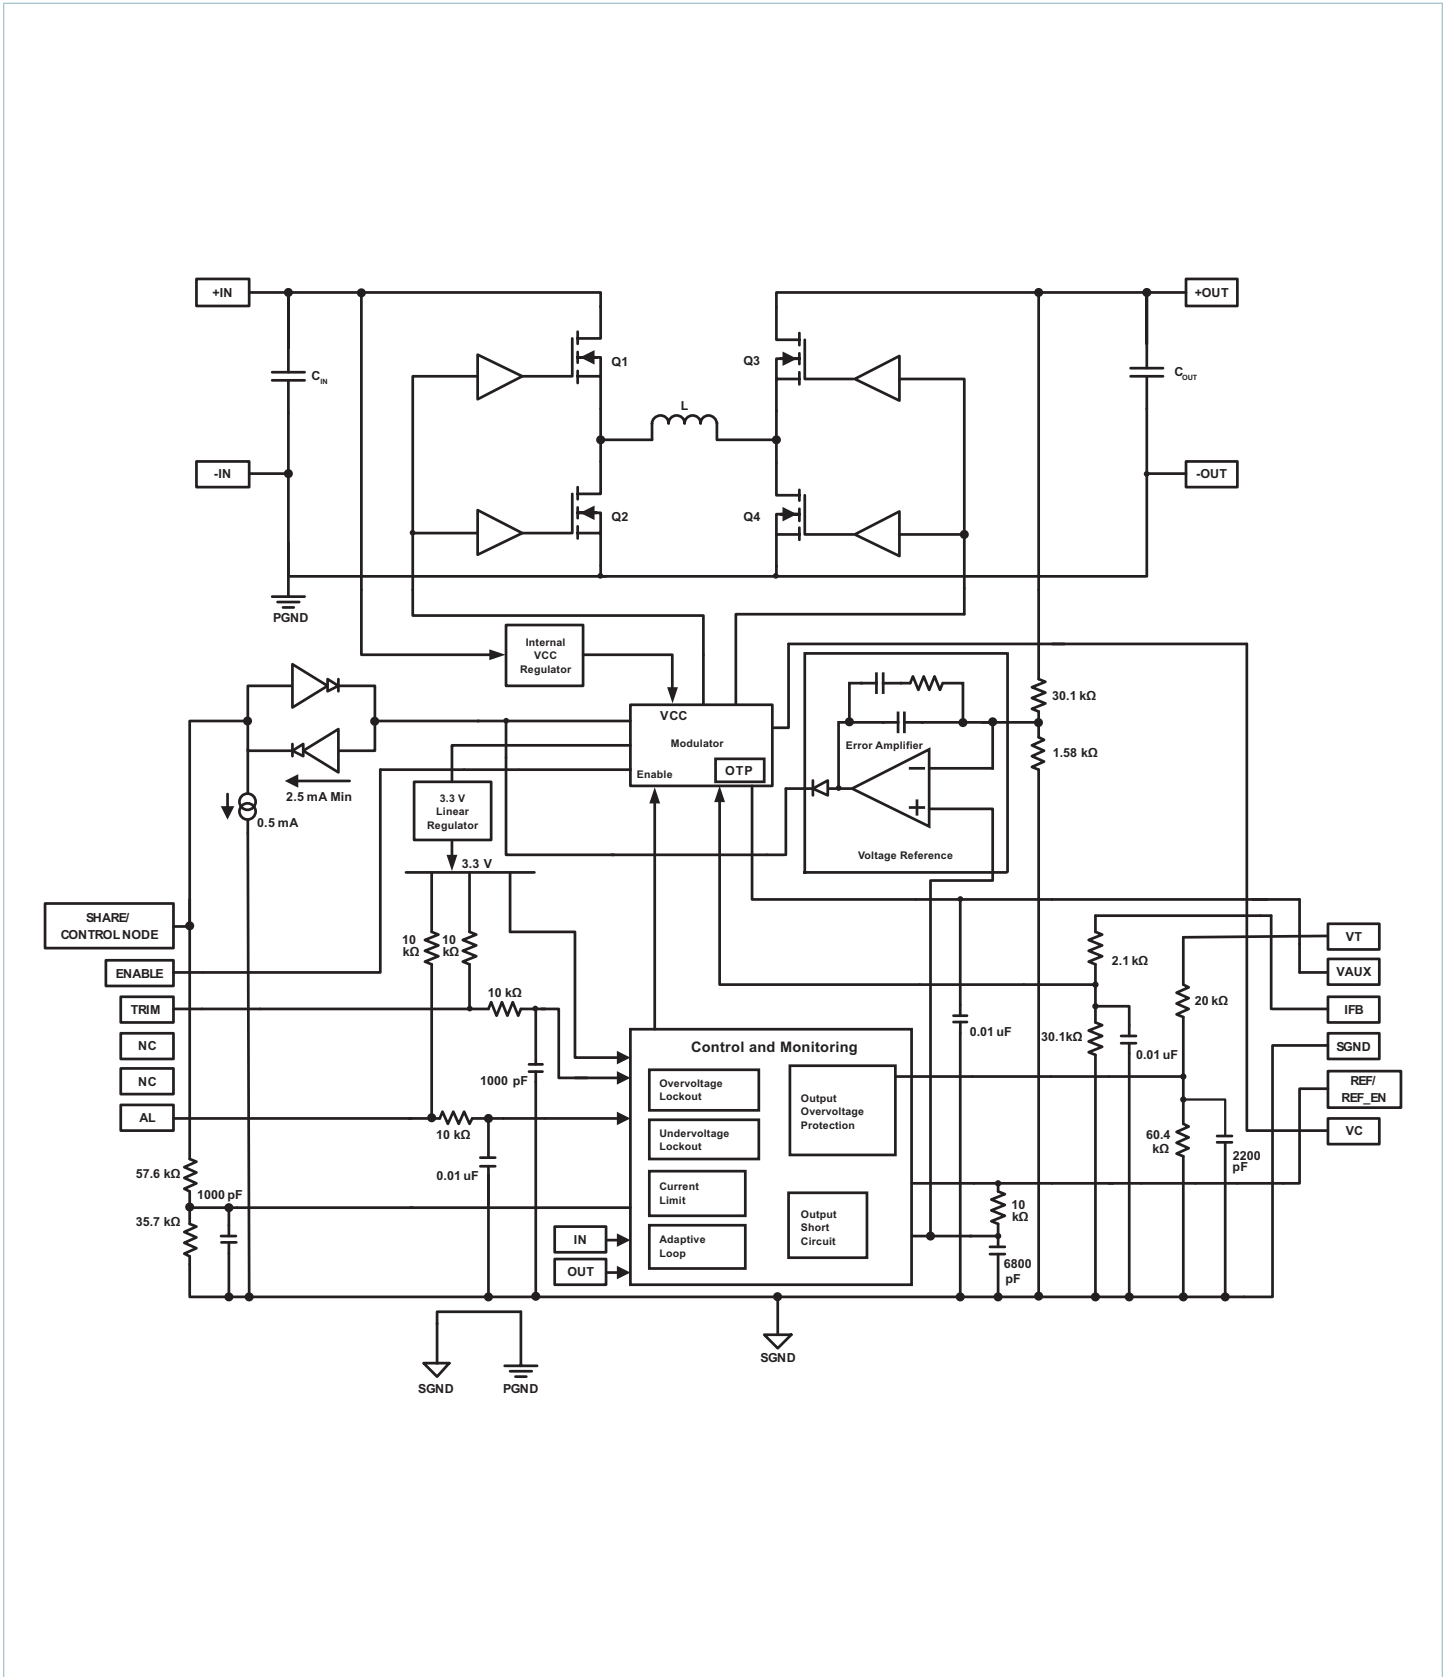 +IN
+OUT
Q1
Q3
CIN
COUT
L
-IN
-OUT
Q2
Q4
PGND
Internal
VCC
Regulator
30.1 kΩ
VCC
Modulator
Error Amplifier
1.58 kΩ
OTP
Enable
−
+
2.5 mA Min
0.5 mA
3.3 V
Linear
Regulator
Voltage Reference
3.3 V
SHARE/
CONTROL NODE
10
kΩ
10
kΩ
VT
2.1 kΩ
ENABLE
VAUX
10 kΩ
20 kΩ
TRIM
IFB
0.01 uF
30.1kΩ
NC
Control and Monitoring
SGND
0.01 uF
1000 pF
NC
Overvoltage
Lockout
Output
Overvoltage
Protection
REF/
REF_EN
AL
10 kΩ
Undervoltage
Lockout
60.4
kΩ
VC
2200
pF
57.6 kΩ
0.01 uF
Current
Limit
1000 pF
35.7 kΩ
Output
Short
Circuit
10
kΩ
IN
Adaptive
Loop
OUT
6800
pF
SGND
SGND
PGND